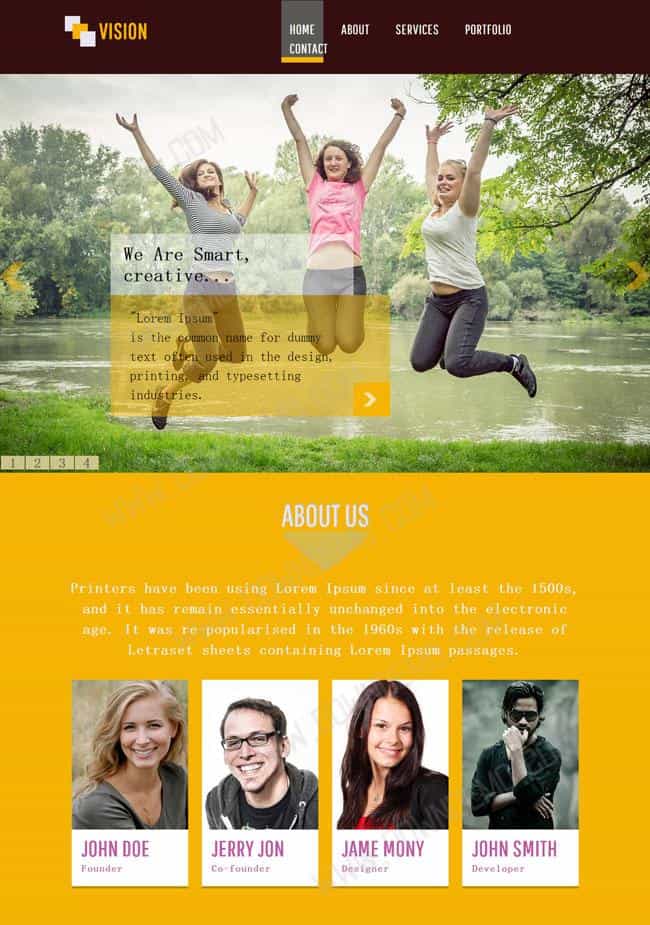 VISION
HOME ABOUT SERVICES PORTFOLIO
CONTACT
We Are Smart,
creative...
"Lorem Ipsum"
is the common name for dummy
text often used in the design,
printing, and typesetting
industries.
1 2 3 4
ABOUT US
Printers have been using Lorem Ipsum since at least the 1500s,
and it has remain essentially unchanged into the electronic
age. It was re-popularised in the 1960s with the release of
Letraset sheets containing Lorem Ipsum passages.
JOHN DOE JERRY JON JAME MONY JOHN SMITH
Founder Co-founder Designer Developer